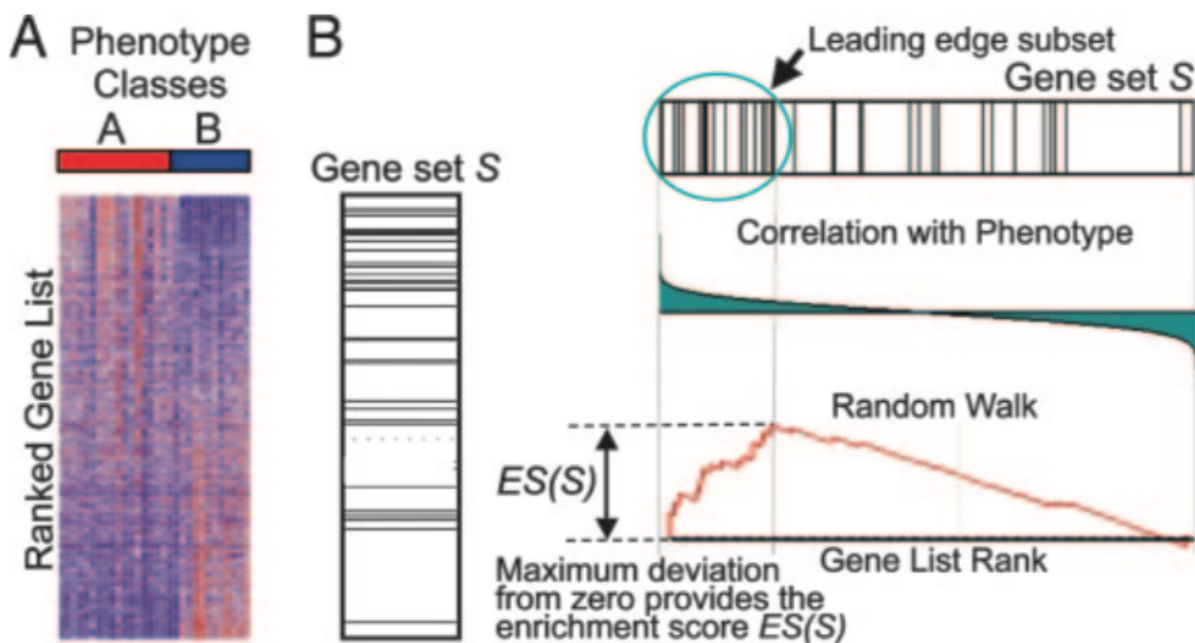 A
Phenotype
Classes
A B
Ranked Gene List
B
Gene set S
Leading edge subset
Gene set S
Correlation with Phenotype
Random Walk
ES(S)
Gene List Rank
Maximum deviation
from zero provides the
enrichment score ES(S)